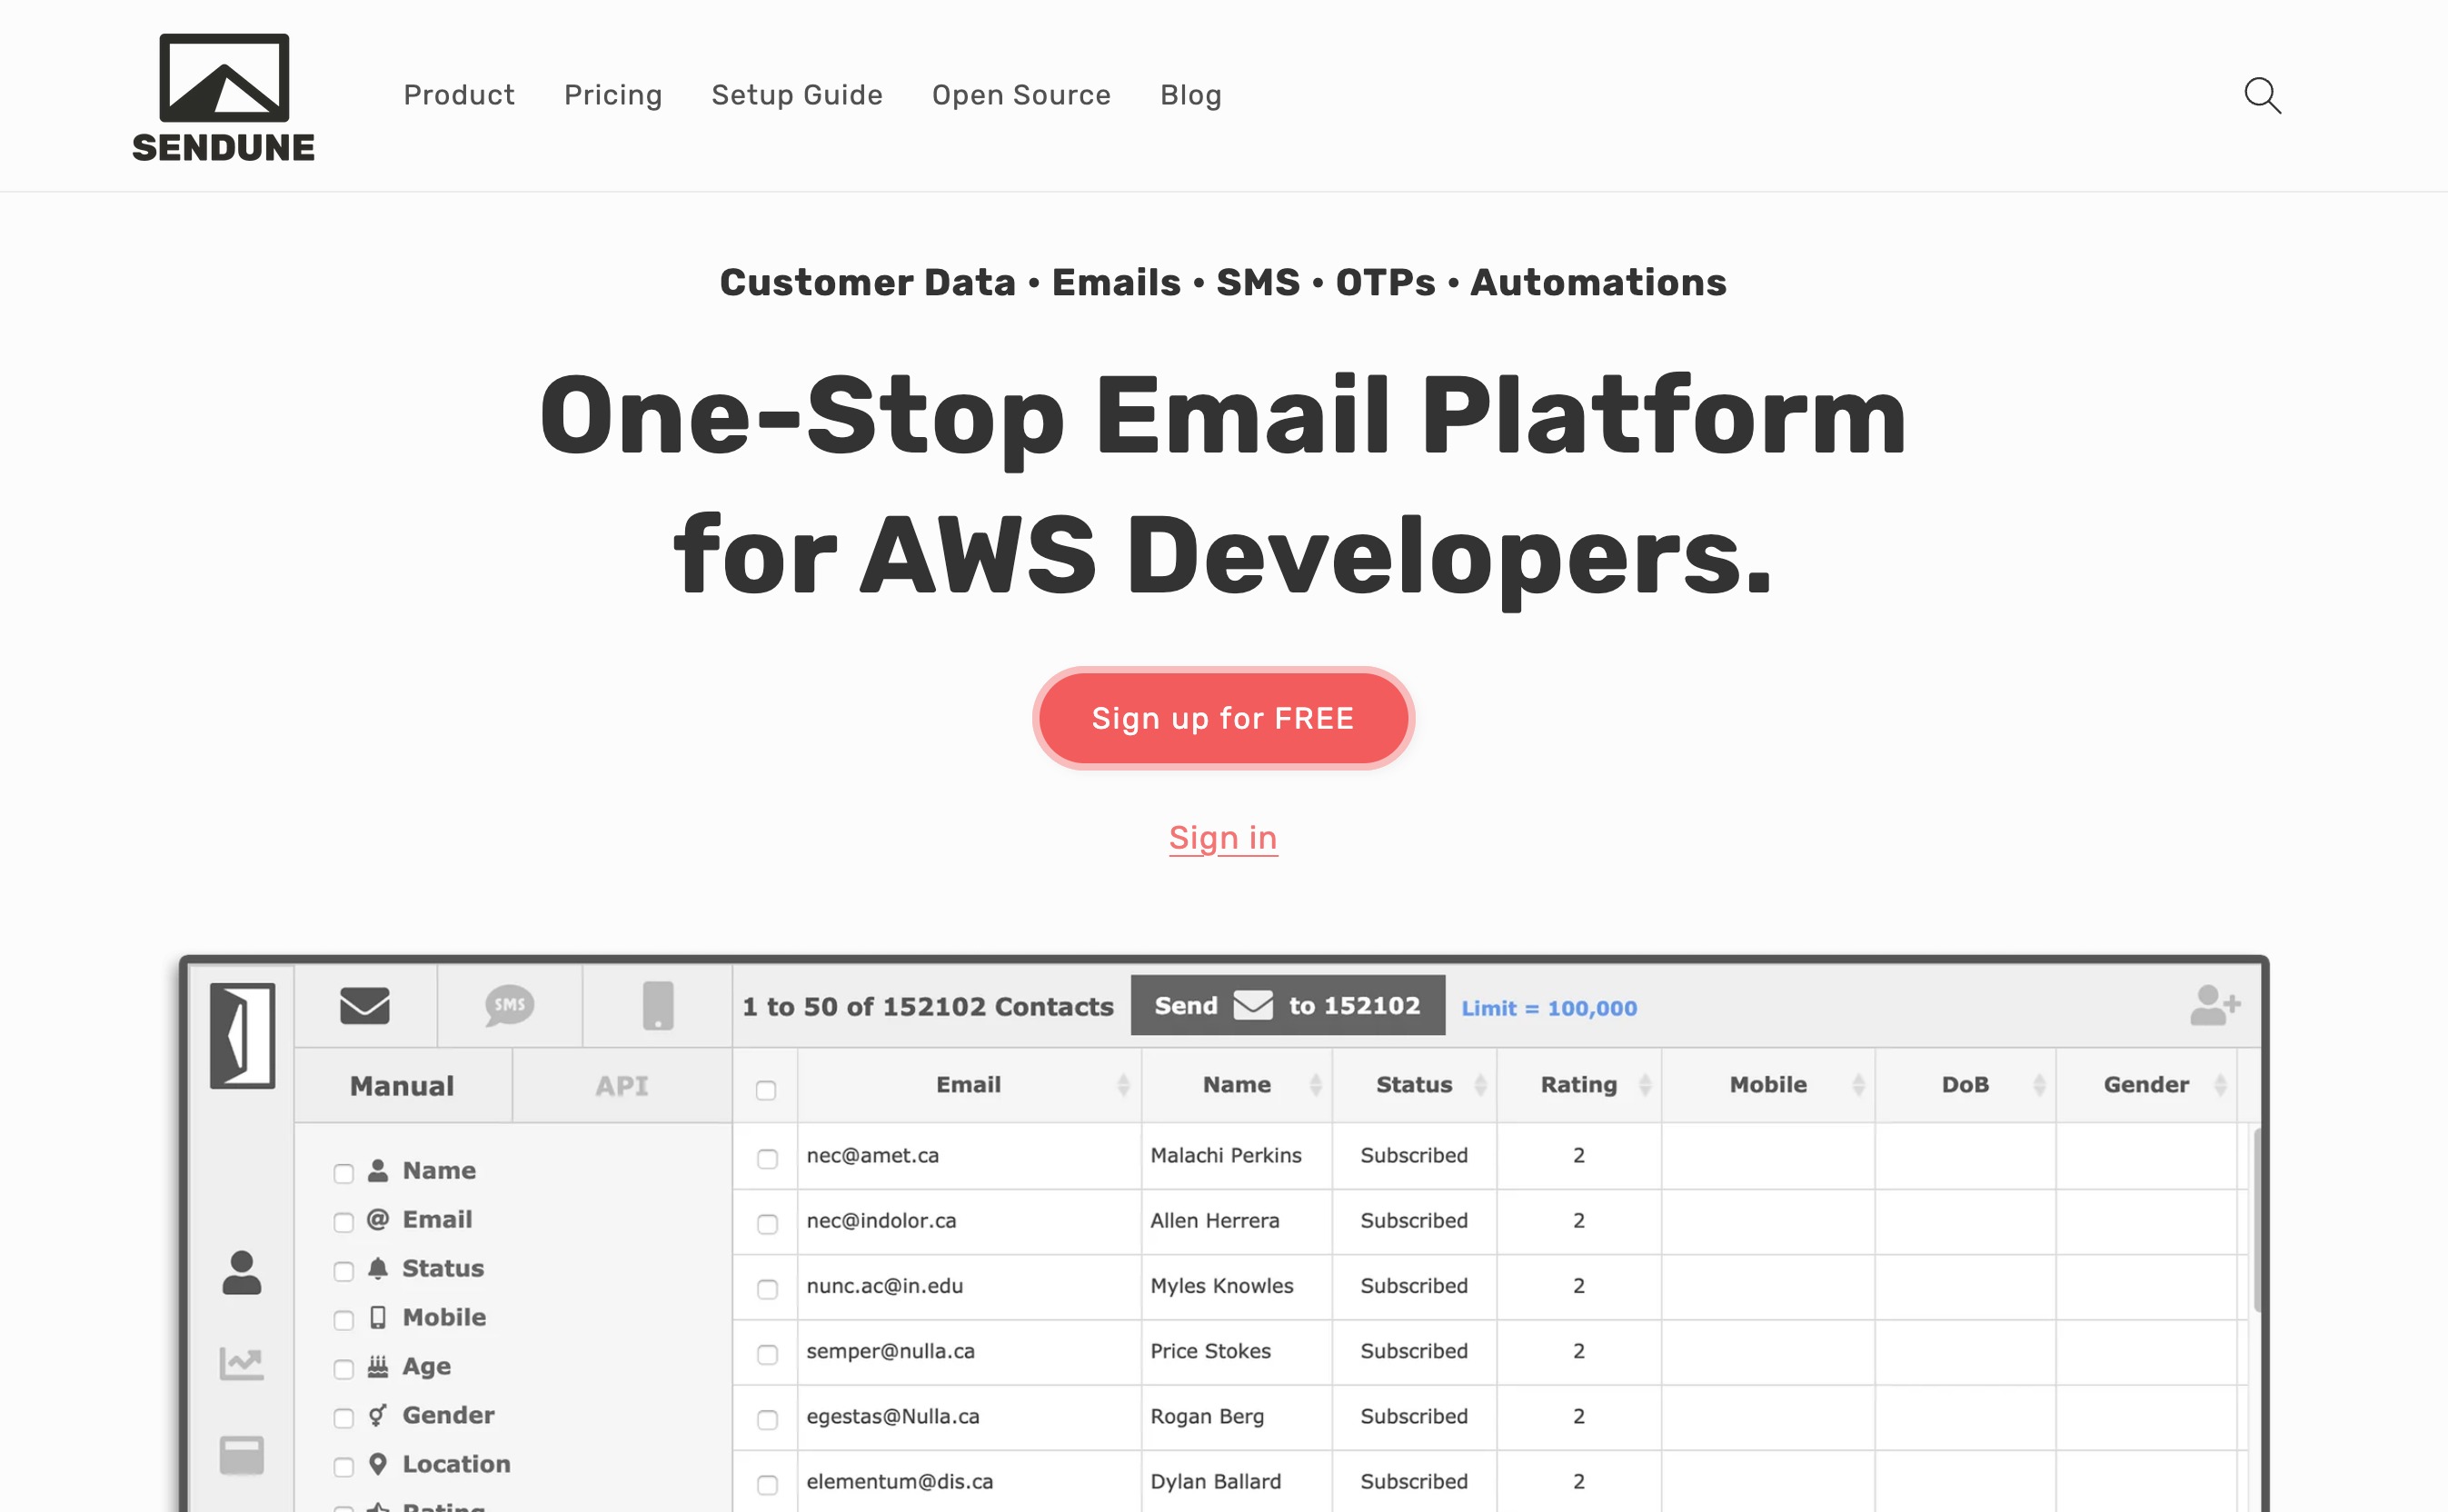 SENDUNE
Product Pricing Setup Guide Open Source Blog
Customer Data • Emails • SMS • OTPs • Automations
One-Stop Email Platform
for AWS Developers.
Sign up for FREE
Sign in
SMS 1 to 50 of 152102 Contacts Send to 152102 Limit = 100,000
Manual API Email Name Status Rating Mobile DoB Gender
Name
Email
Status
Mobile
Age
Gender
Location
Rating
nec@amet.ca Malachi Perkins Subscribed 2
nec@indolor.ca Allen Herrera Subscribed 2
nunc.ac@in.edu Myles Knowles Subscribed 2
semper@nulla.ca Price Stokes Subscribed 2
egestas@Nulla.ca Rogan Berg Subscribed 2
elementum@dis.ca Dylan Ballard Subscribed 2